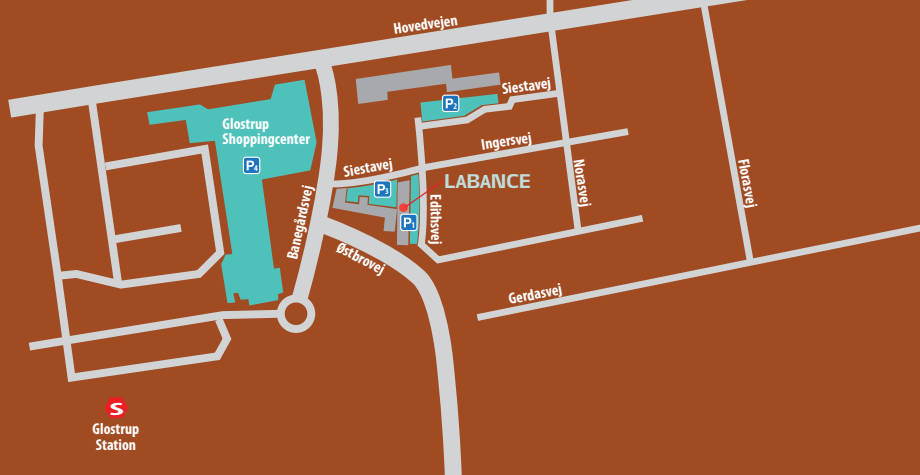 Hovedvejen
Siestavej
P2
Glostrup
Shoppingcenter
P4
Ingersvej
Siestavej
P3
LABANCE
Norasvej
Florasvej
Banegårdsvej
Edithsvej
P1
Østbrovej
Gerdasvej
S
Glostrup
Station